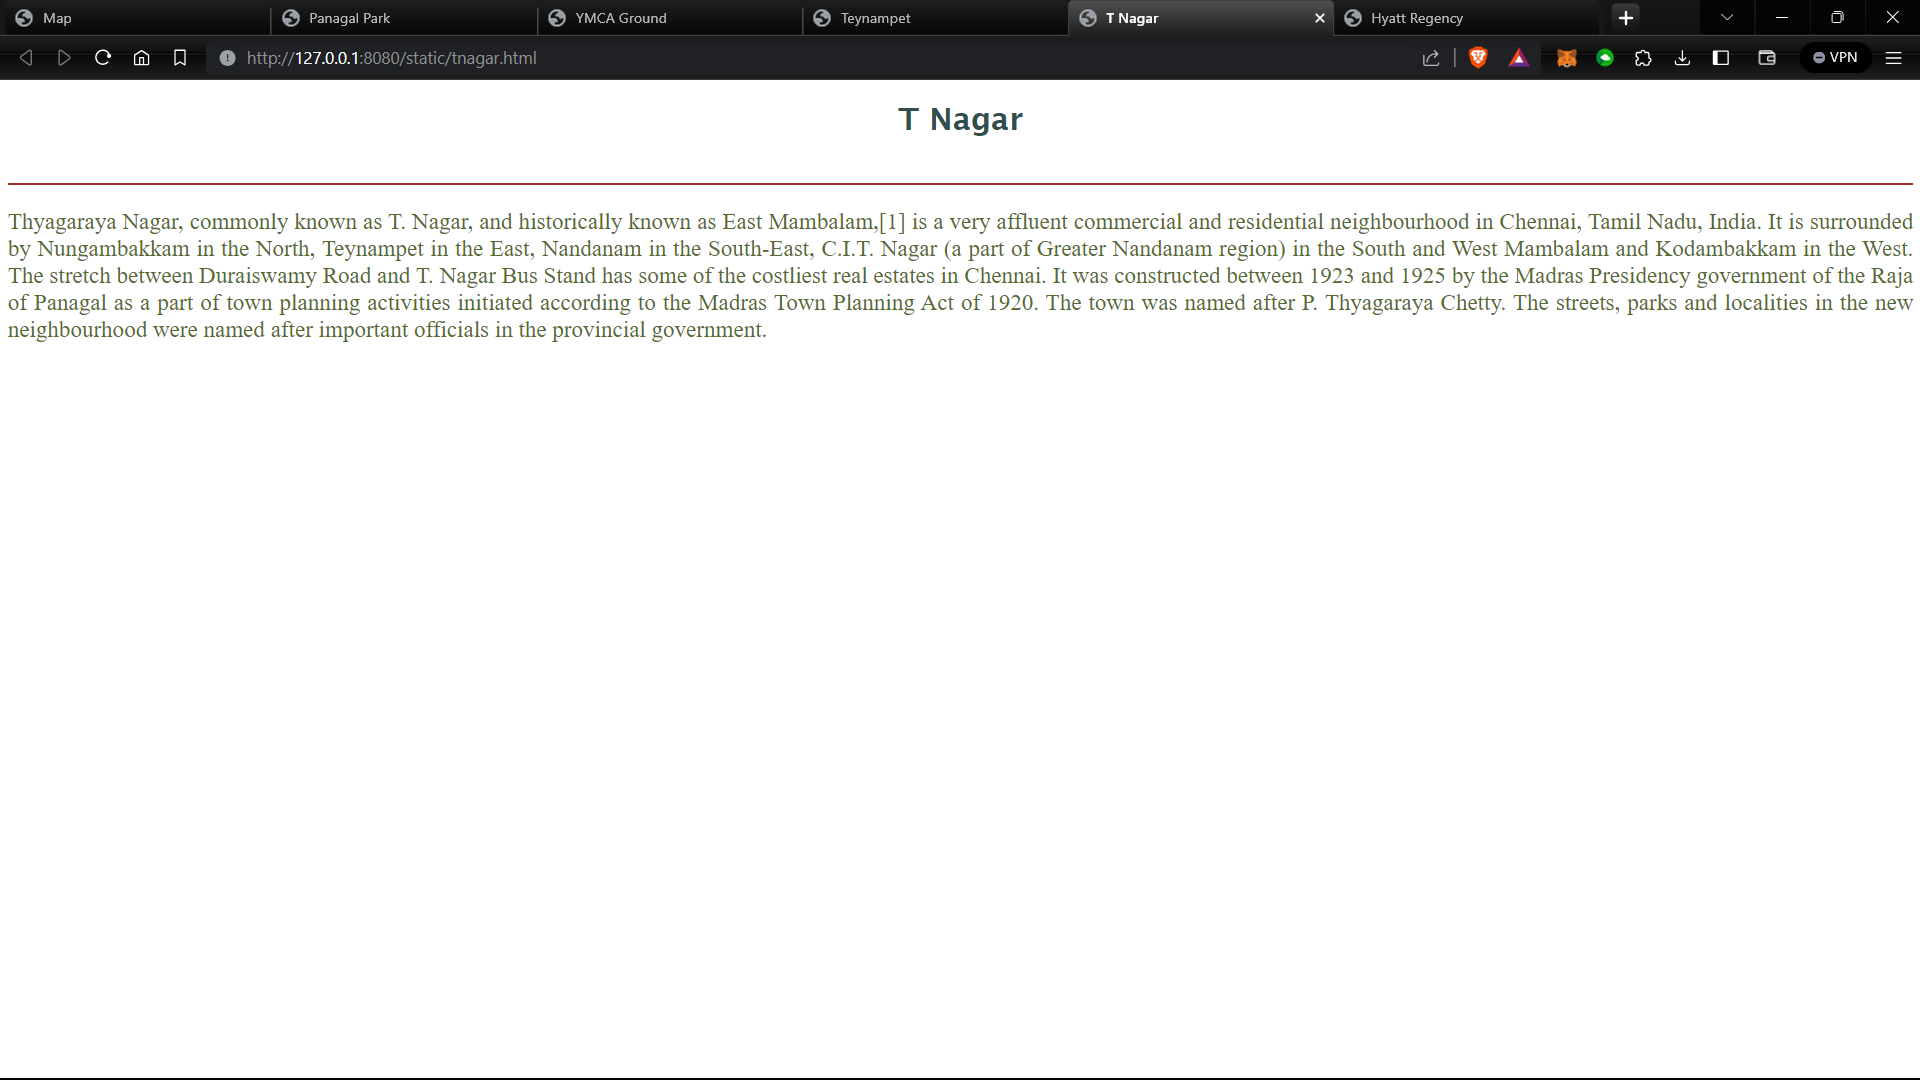 Map
Panagal Park
YMCA Ground
Teynampet
T Nagar
Hyatt Regency
http://127.0.0.1:8080/static/tnagar.html
VPN
T Nagar
Thyagaraya Nagar, commonly known as T. Nagar, and historically known as East Mambalam,[1] is a very affluent commercial and residential neighbourhood in Chennai, Tamil Nadu, India. It is surrounded
by Nungambakkam in the North, Teynampet in the East, Nandanam in the South-East, C.I.T. Nagar (a part of Greater Nandanam region) in the South and West Mambalam and Kodambakkam in the West.
The stretch between Duraiswamy Road and T. Nagar Bus Stand has some of the costliest real estates in Chennai. It was constructed between 1923 and 1925 by the Madras Presidency government of the Raja
of Panagal as a part of town planning activities initiated according to the Madras Town Planning Act of 1920. The town was named after P. Thyagaraya Chetty. The streets, parks and localities in the new
neighbourhood were named after important officials in the provincial government.